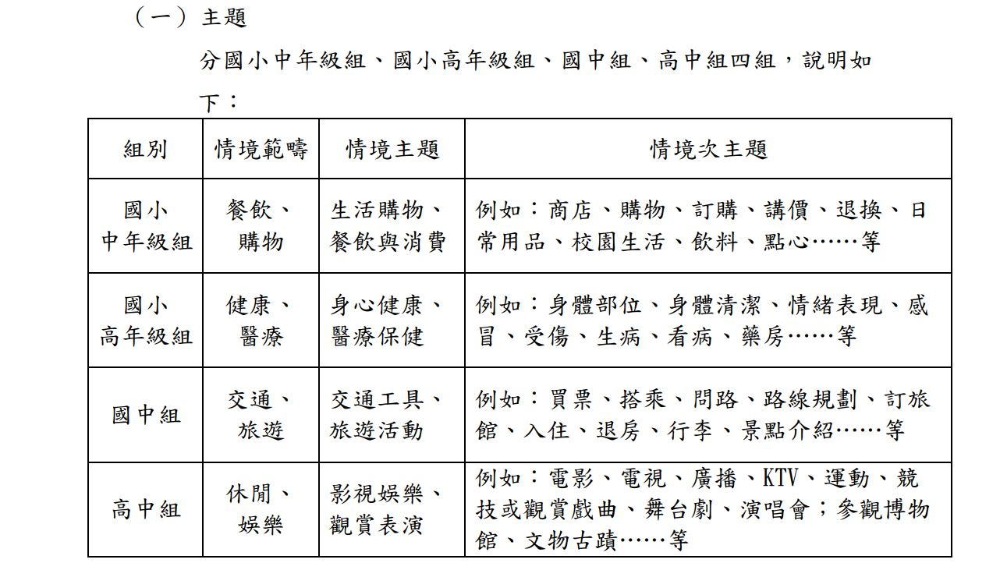 （一）主題
分國小中年級組、國小高年級組、國中組、高中組四組，說明如
下：
組別 情境範疇 情境主題 情境次主題
國小
中年級組
餐飲、
購物
生活購物、
餐飲與消費
例如：商店、購物、訂購、講價、退換、日
常用品、校園生活、飲料、點心……等
國小
高年級組
健康、
醫療
身心健康、
醫療保健
例如：身體部位、身體清潔、情緒表現、感
冒、受傷、生病、看病、藥房……等
國中組
交通、
旅遊
交通工具、
旅遊活動
例如：買票、搭乘、問路、路線規劃、訂旅
館、入住、退房、行李、景點介紹……等
高中組
休閒、
娛樂
影視娛樂、
觀賞表演
例如：電影、電視、廣播、KTV、運動、競
技或觀賞戲曲、舞台劇、演唱會；參觀博物
館、文物古蹟……等